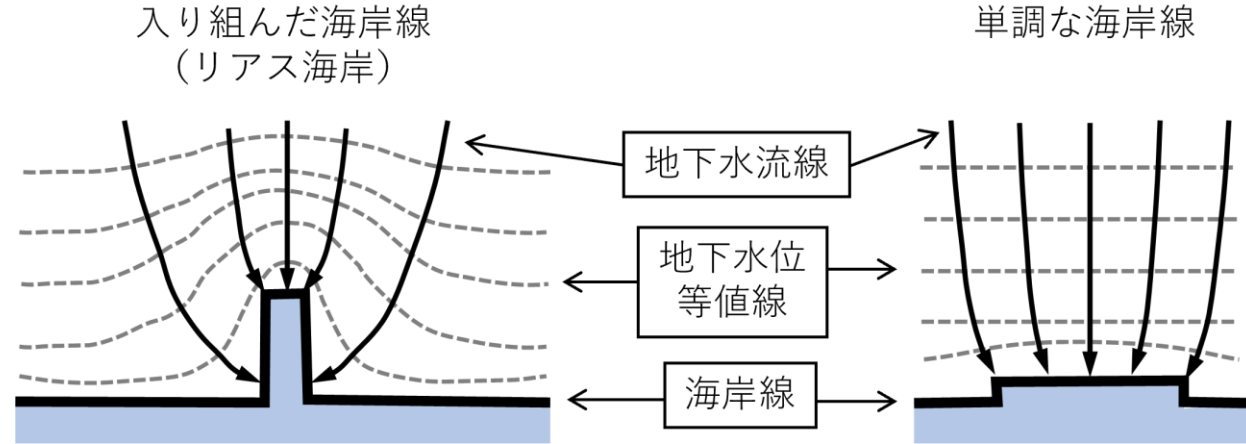 入り組んだ海岸線
（リアス海岸）
単調な海岸線
地下水流線
地下水位
等値線
海岸線